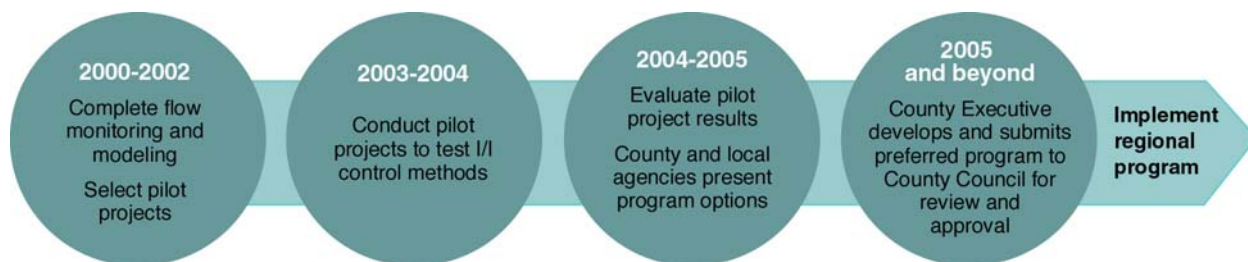 2000-2002
Complete flow
monitoring and
modeling
Select pilot
projects
2003-2004
Conduct pilot
projects to test I/I
control methods
2004-2005
Evaluate pilot
project results
County and local
agencies present
program options
2005
and beyond
County Executive
develops and submits
preferred program to
County Council for
review and
approval
Implement
regional
program